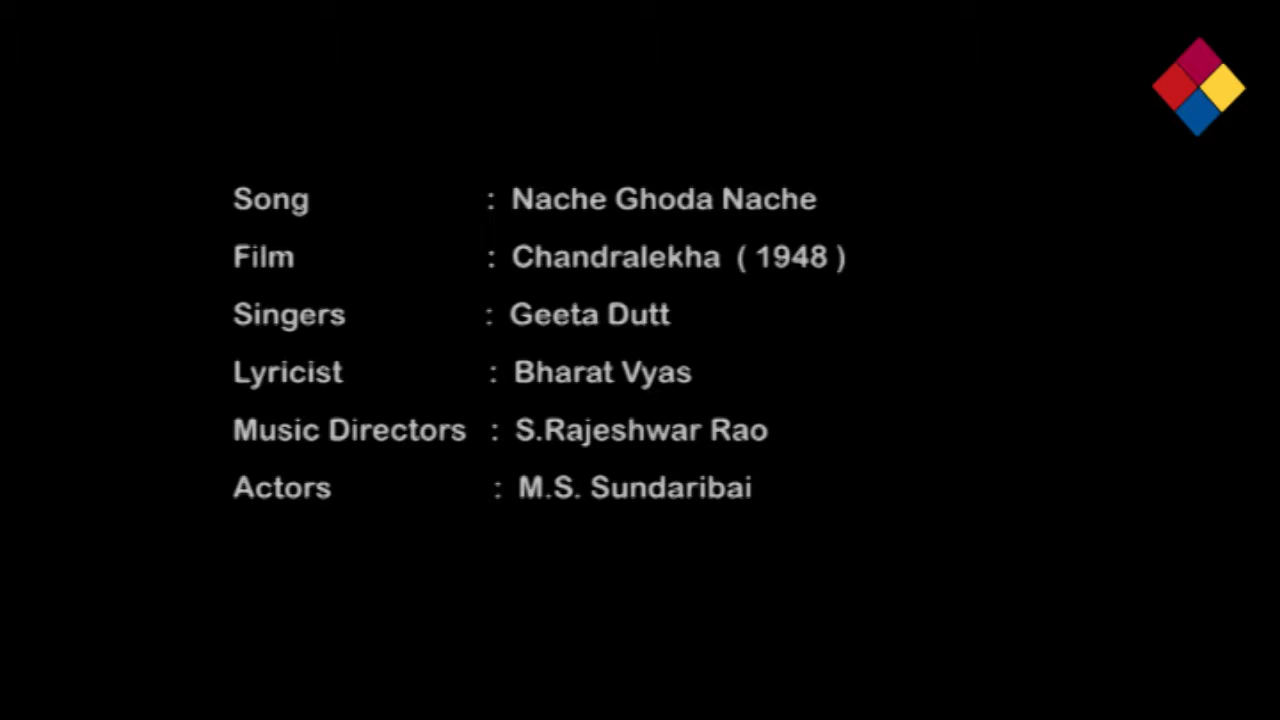 Song : Nache Ghoda Nache
Film : Chandralekha ( 1948 )
Singers : Geeta Dutt
Lyricist : Bharat Vyas
Music Directors : S.Rajeshwar Rao
Actors : M.S. Sundaribai